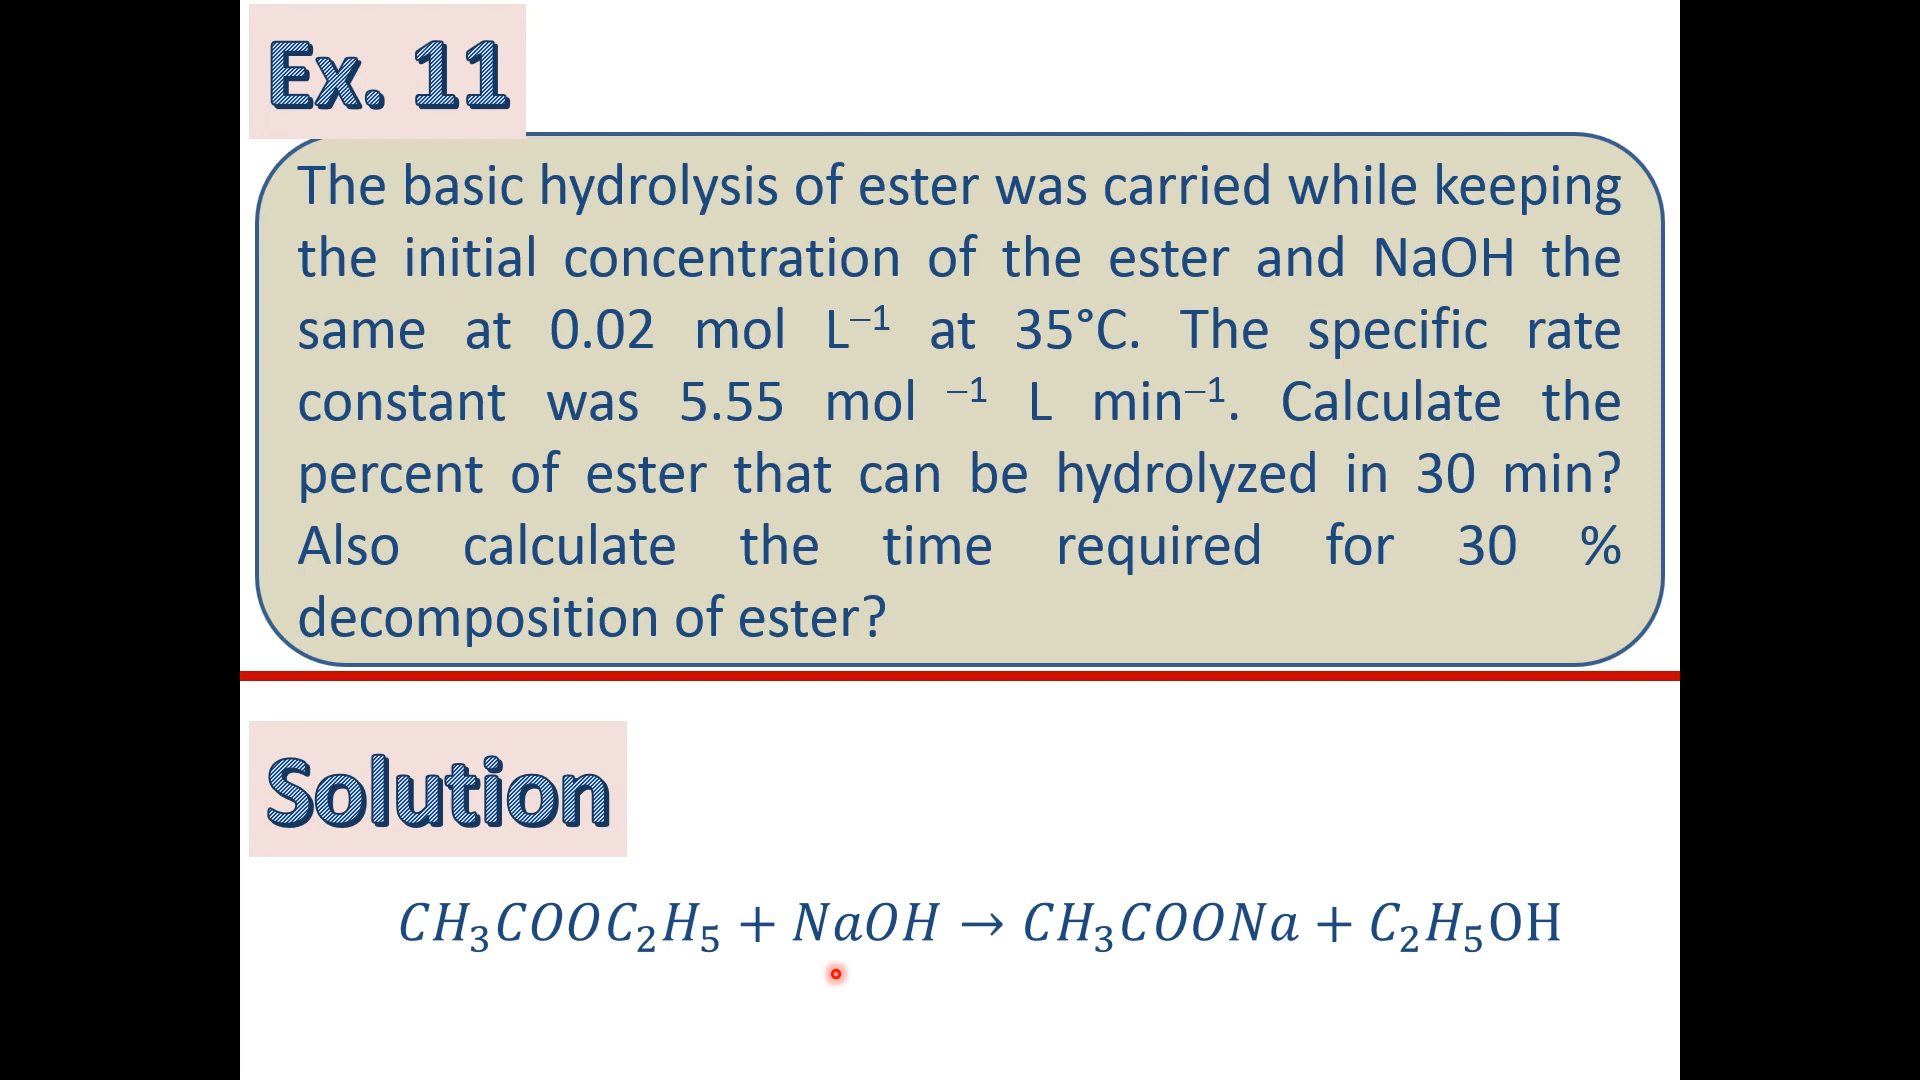 Ex. 11
The basic hydrolysis of ester was carried while keeping
the initial concentration of the ester and NaOH the
same at 0.02 mol L⁻¹ at 35°C. The specific rate
constant was 5.55 mol ⁻¹ L min⁻¹. Calculate the
percent of ester that can be hydrolyzed in 30 min?
Also calculate the time required for 30 %
decomposition of ester?
Solution
CH₃COOC₂H₅ + NaOH → CH₃COONa + C₂H₅OH